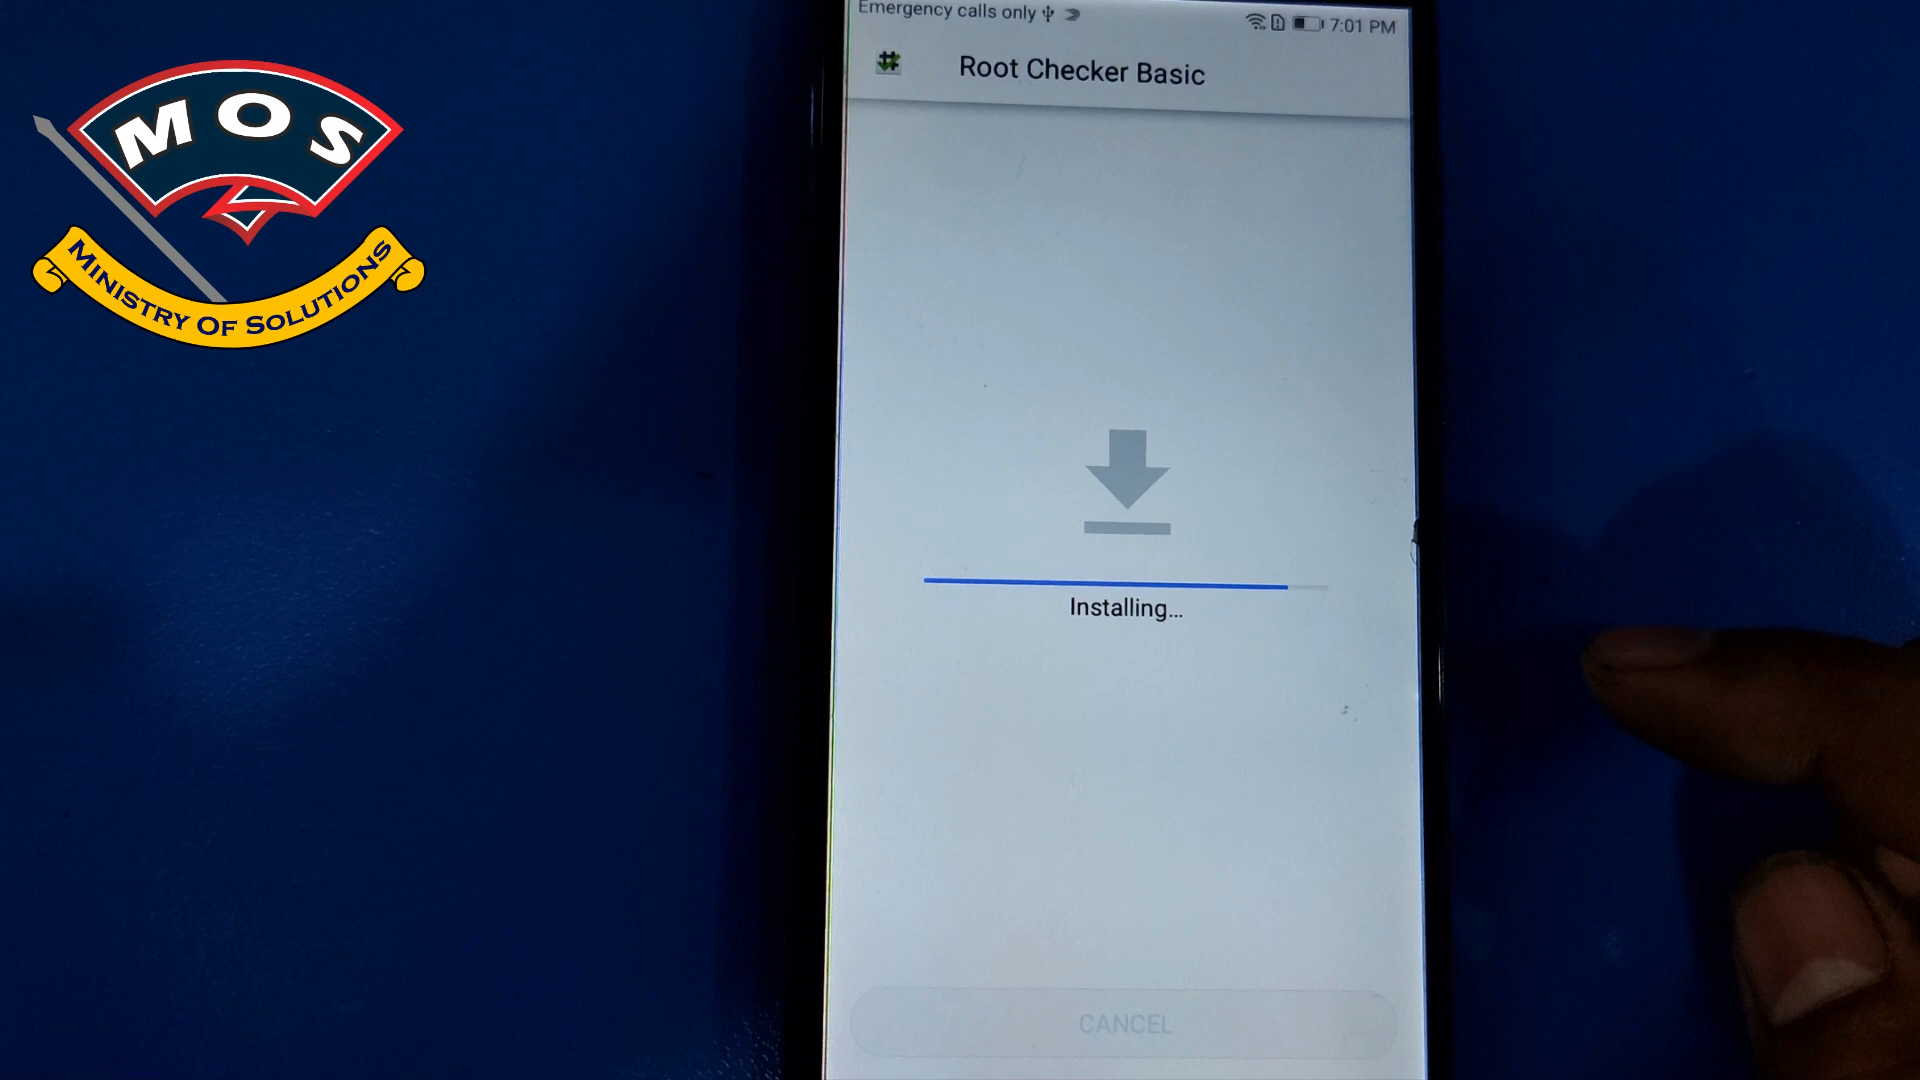 MOS
MINISTRY OF SOLUTIONS
Emergency calls only
7:01 PM
Root Checker Basic
Installing...
CANCEL